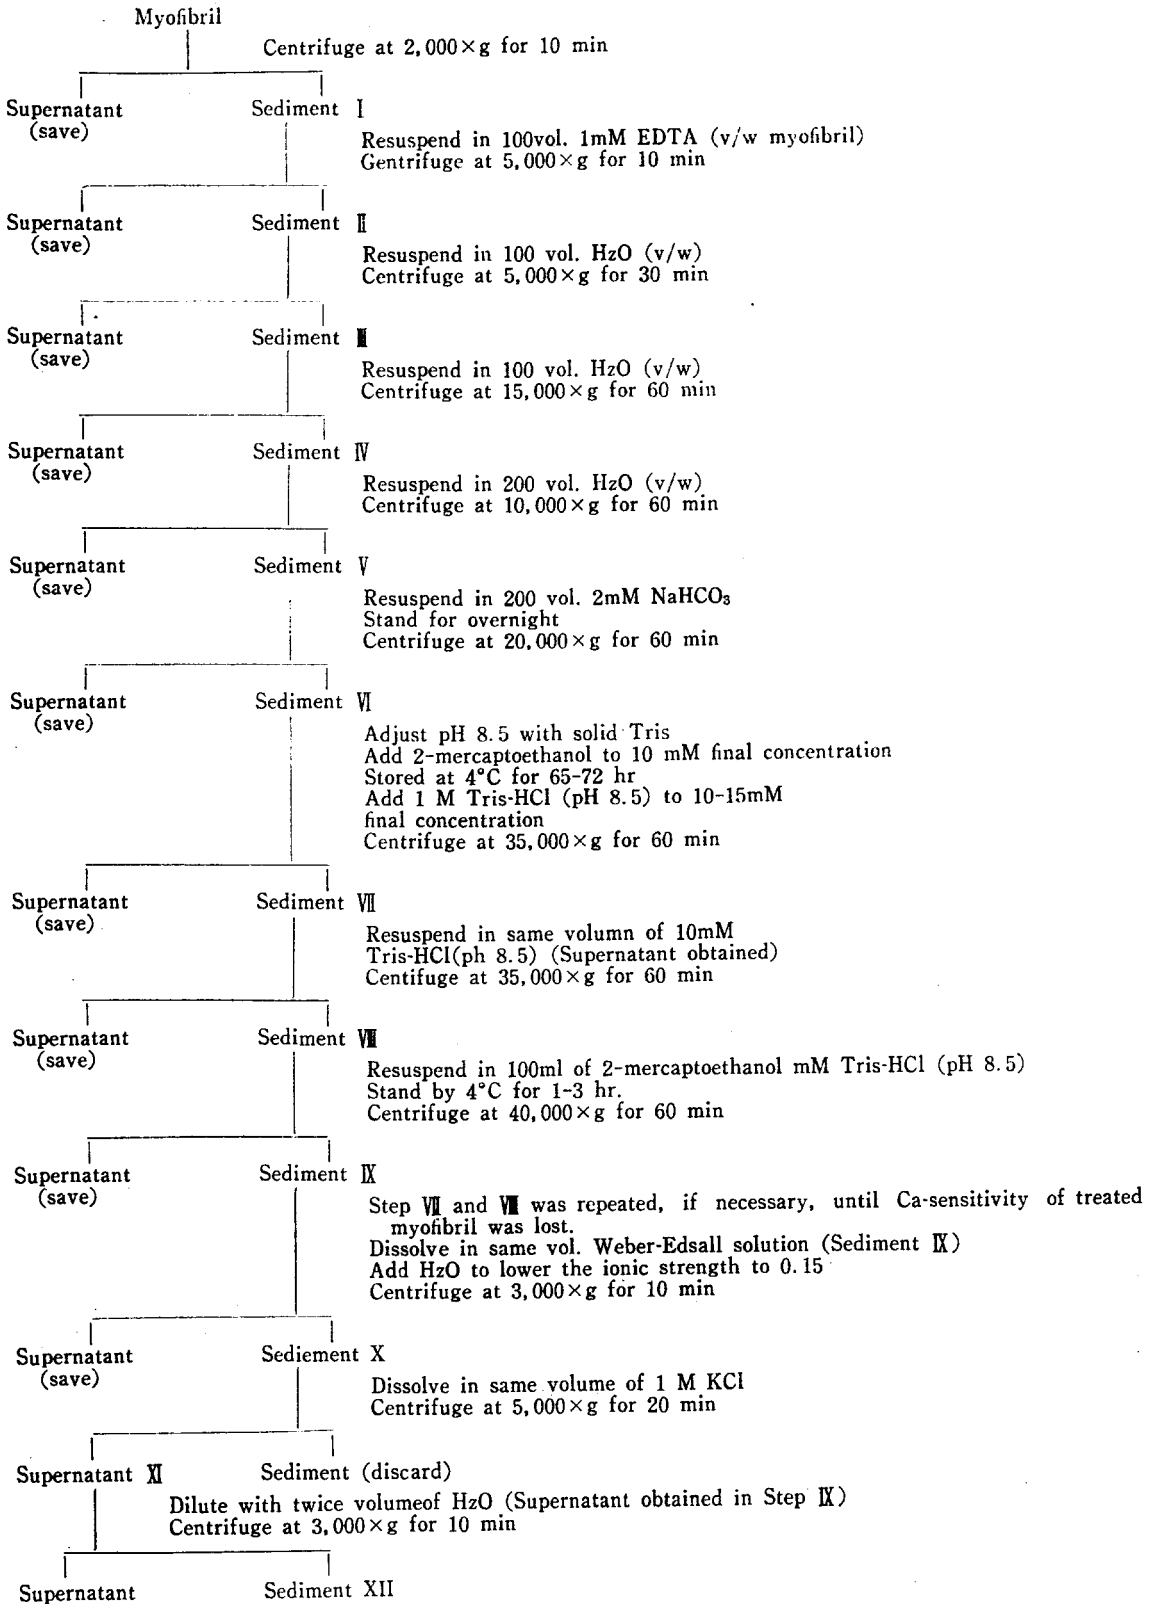 Myofibril
Centrifuge at 2,000×g for 10 min
Supernatant Sediment I
(save)
Resuspend in 100vol. 1mM EDTA (v/w myofibril)
Gentrifuge at 5,000×g for 10 min
Supernatant Sediment Ⅱ
(save)
Resuspend in 100 vol. HzO (v/w)
Centrifuge at 5,000×g for 30 min
Supernatant Sediment Ⅲ
(save)
Resuspend in 100 vol. HzO (v/w)
Centrifuge at 15,000×g for 60 min
Supernatant Sediment Ⅳ
(save)
Resuspend in 200 vol. HzO (v/w)
Centrifuge at 10,000×g for 60 min
Supernatant Sediment V
(save)
Resuspend in 200 vol. 2mM NaHCO₃
Stand for overnight
Centrifuge at 20,000×g for 60 min
Supernatant Sediment Ⅵ
(save)
Adjust pH 8.5 with solid Tris
Add 2-mercaptoethanol to 10 mM final concentration
Stored at 4°C for 65-72 hr
Add 1 M Tris-HCl (pH 8.5) to 10-15mM
final concentration
Centrifuge at 35,000×g for 60 min
Supernatant Sediment Ⅶ
(save)
Resuspend in same volumn of 10mM
Tris-HCl(ph 8.5) (Supernatant obtained)
Centifuge at 35,000×g for 60 min
Supernatant Sediment Ⅷ
(save)
Resuspend in 100ml of 2-mercaptoethanol mM Tris-HCl (pH 8.5)
Stand by 4°C for 1-3 hr.
Centrifuge at 40,000×g for 60 min
Supernatant Sediment Ⅸ
(save)
Step Ⅶ and Ⅷ was repeated, if necessary, until Ca-sensitivity of treated
myofibril was lost.
Dissolve in same vol. Weber-Edsall solution (Sediment Ⅸ)
Add HzO to lower the ionic strength to 0.15
Centrifuge at 3,000×g for 10 min
Supernatant Sediement X
(save)
Dissolve in same volume of 1 M KCl
Centrifuge at 5,000×g for 20 min
Supernatant Ⅺ Sediment (discard)
Dilute with twice volumeof HzO (Supernatant obtained in Step Ⅸ)
Centrifuge at 3,000×g for 10 min
Supernatant Sediment XII